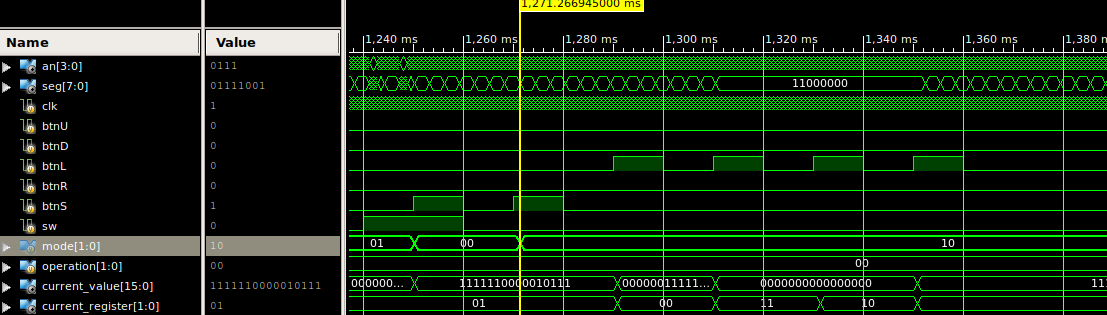 1,271.266945000 ms
Name Value 1,240 ms 1,260 ms 1,280 ms 1,300 ms 1,320 ms 1,340 ms 1,360 ms 1,380
an[3:0] 0111
seg[7:0] 01111001 11000000
clk 1
btnU 0
btnD 0
btnL 0
btnR 0
btnS 1
sw 0
mode[1:0] 10 01 00 10
operation[1:0] 00 00
current_value[15:0] 1111110000010111 000000... 1111110000010111 00000011111... 0000000000000000 11
current_register[1:0] 01 01 00 11 10